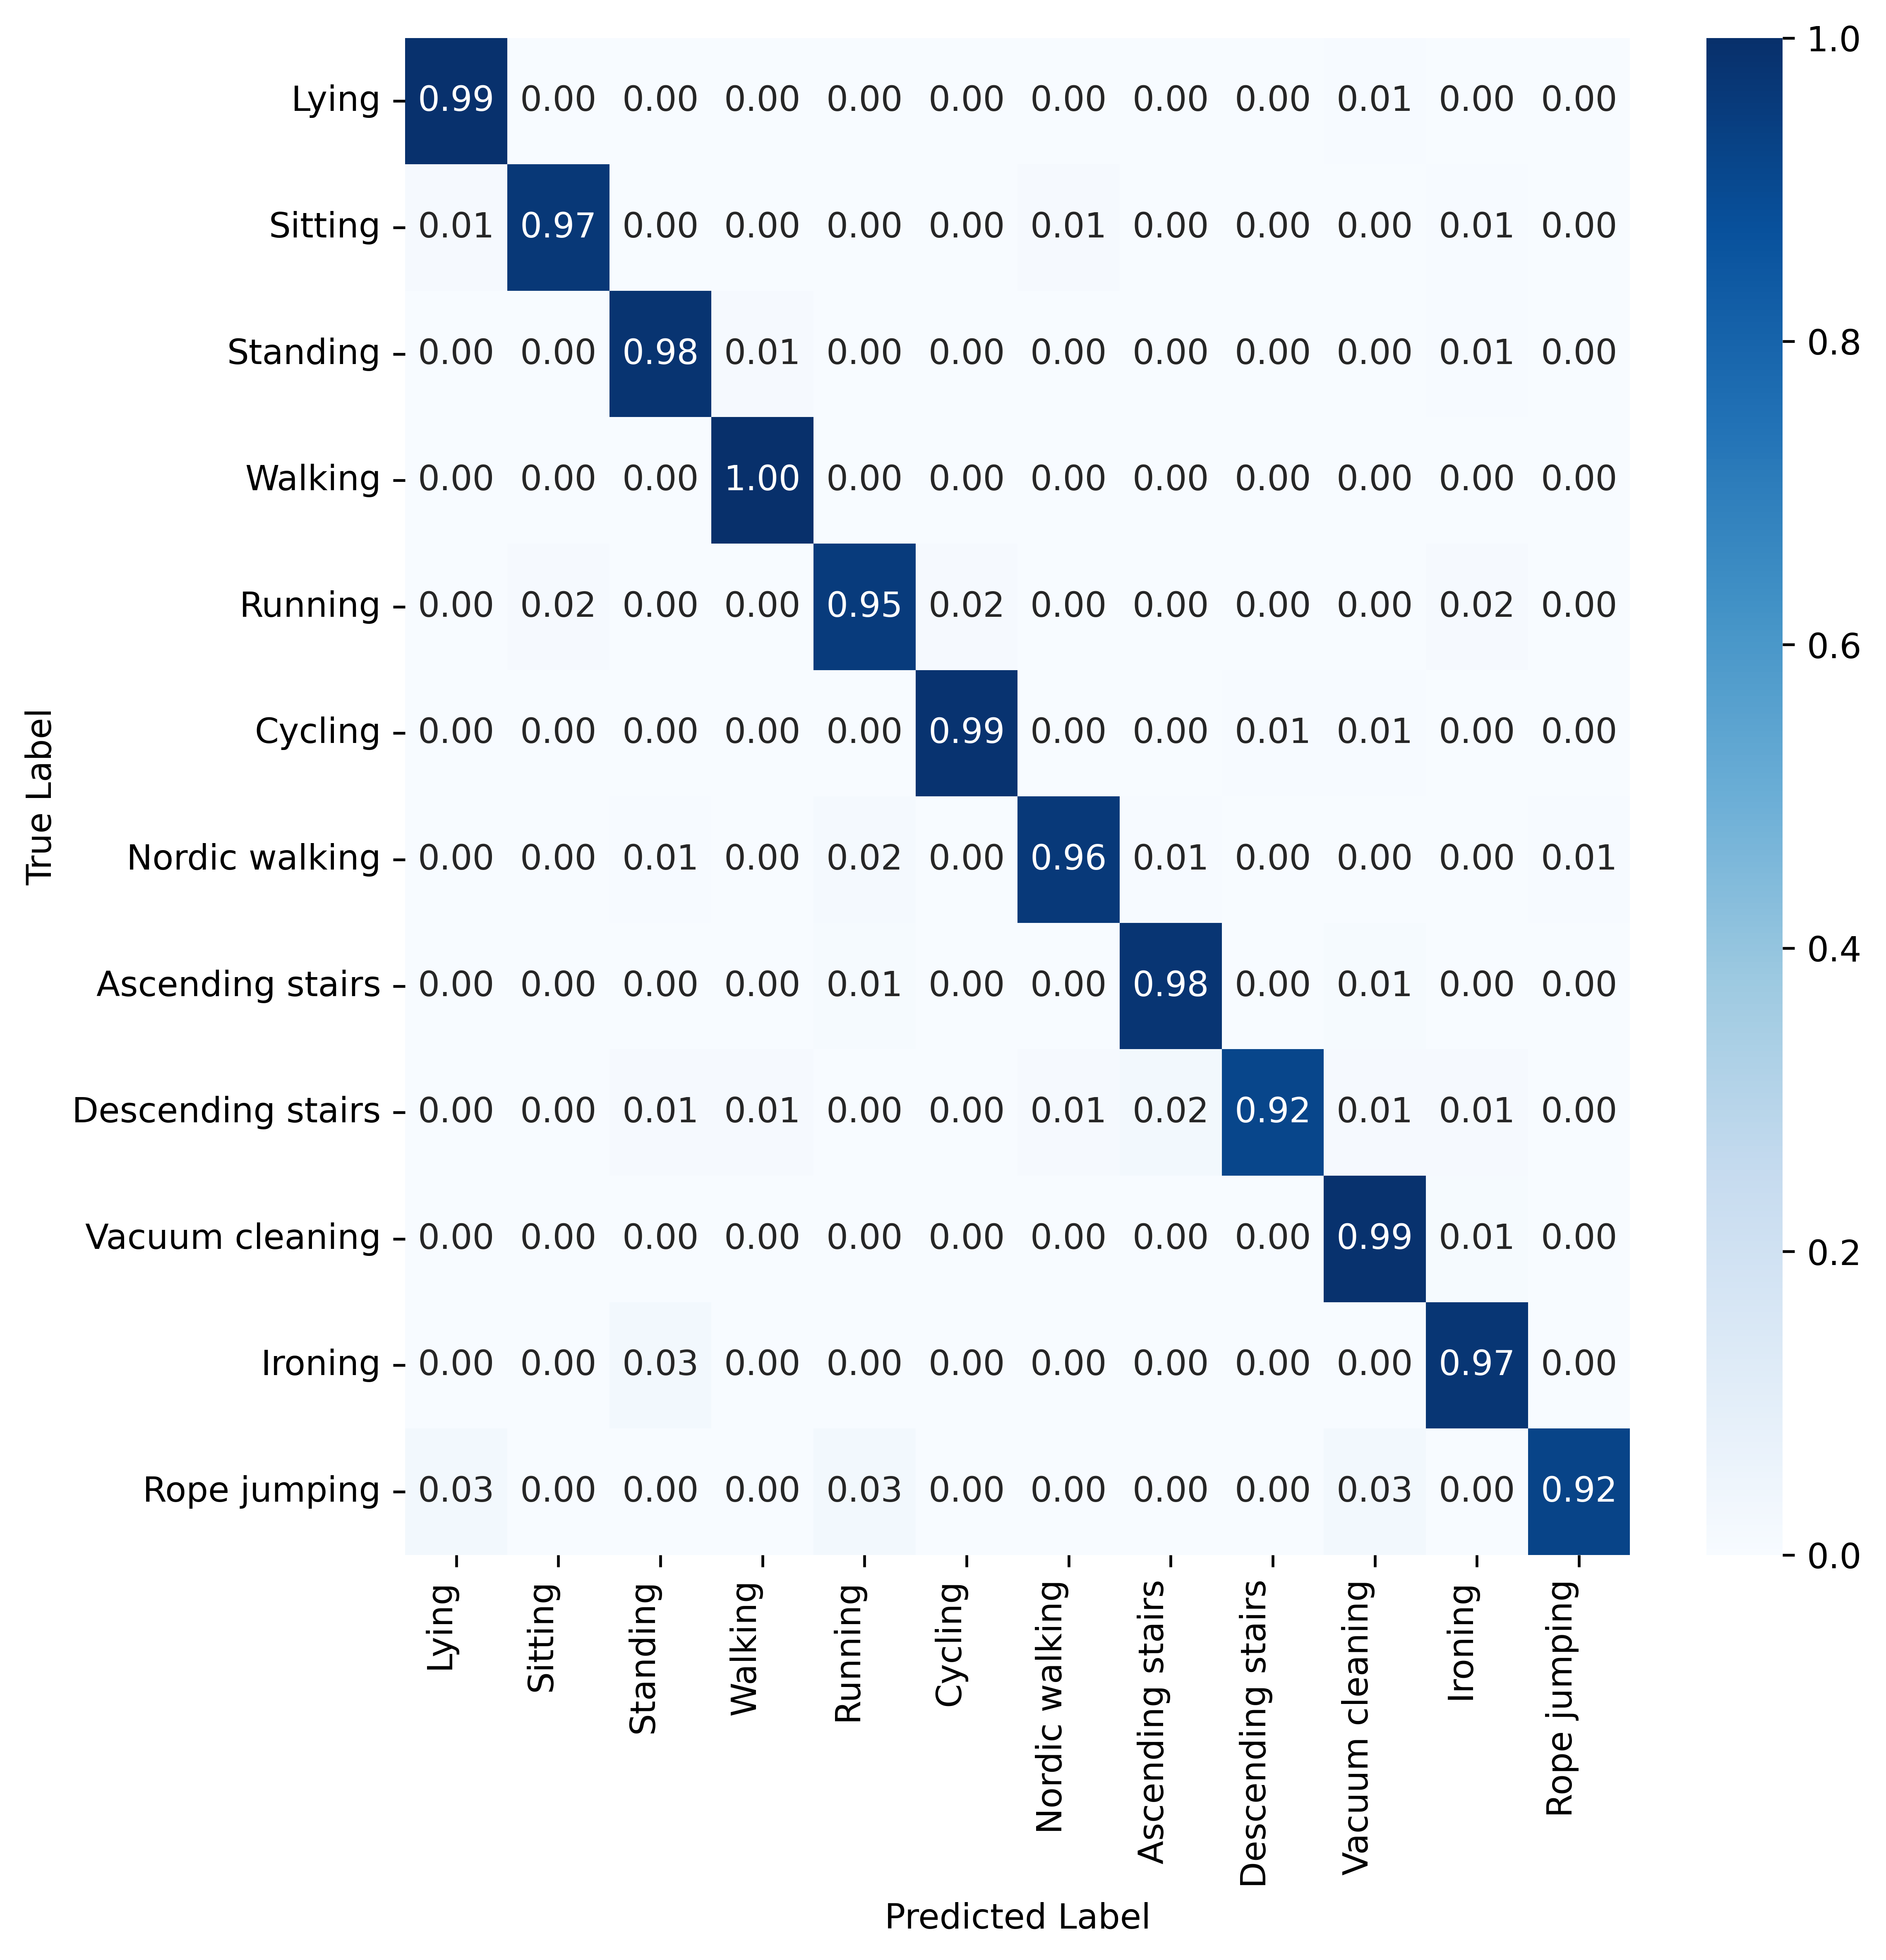 Lying 0.99 0.00 0.00 0.00 0.00 0.00 0.00 0.00 0.00 0.01 0.00 0.00
Sitting 0.01 0.97 0.00 0.00 0.00 0.00 0.01 0.00 0.00 0.00 0.01 0.00
Standing 0.00 0.00 0.98 0.01 0.00 0.00 0.00 0.00 0.00 0.00 0.01 0.00
Walking 0.00 0.00 0.00 1.00 0.00 0.00 0.00 0.00 0.00 0.00 0.00 0.00
Running 0.00 0.02 0.00 0.00 0.95 0.02 0.00 0.00 0.00 0.00 0.02 0.00
Cycling 0.00 0.00 0.00 0.00 0.00 0.99 0.00 0.00 0.01 0.01 0.00 0.00
Nordic walking 0.00 0.00 0.01 0.00 0.02 0.00 0.96 0.01 0.00 0.00 0.00 0.01
Ascending stairs 0.00 0.00 0.00 0.00 0.01 0.00 0.00 0.98 0.00 0.01 0.00 0.00
Descending stairs 0.00 0.00 0.01 0.01 0.00 0.00 0.01 0.02 0.92 0.01 0.01 0.00
Vacuum cleaning 0.00 0.00 0.00 0.00 0.00 0.00 0.00 0.00 0.00 0.99 0.01 0.00
Ironing 0.00 0.00 0.03 0.00 0.00 0.00 0.00 0.00 0.00 0.00 0.97 0.00
Rope jumping 0.03 0.00 0.00 0.00 0.03 0.00 0.00 0.00 0.00 0.03 0.00 0.92
True Label
Lying
Sitting
Standing
Walking
Running
Cycling
Nordic walking
Ascending stairs
Descending stairs
Vacuum cleaning
Ironing
Rope jumping
Predicted Label
1.0
0.8
0.6
0.4
0.2
0.0